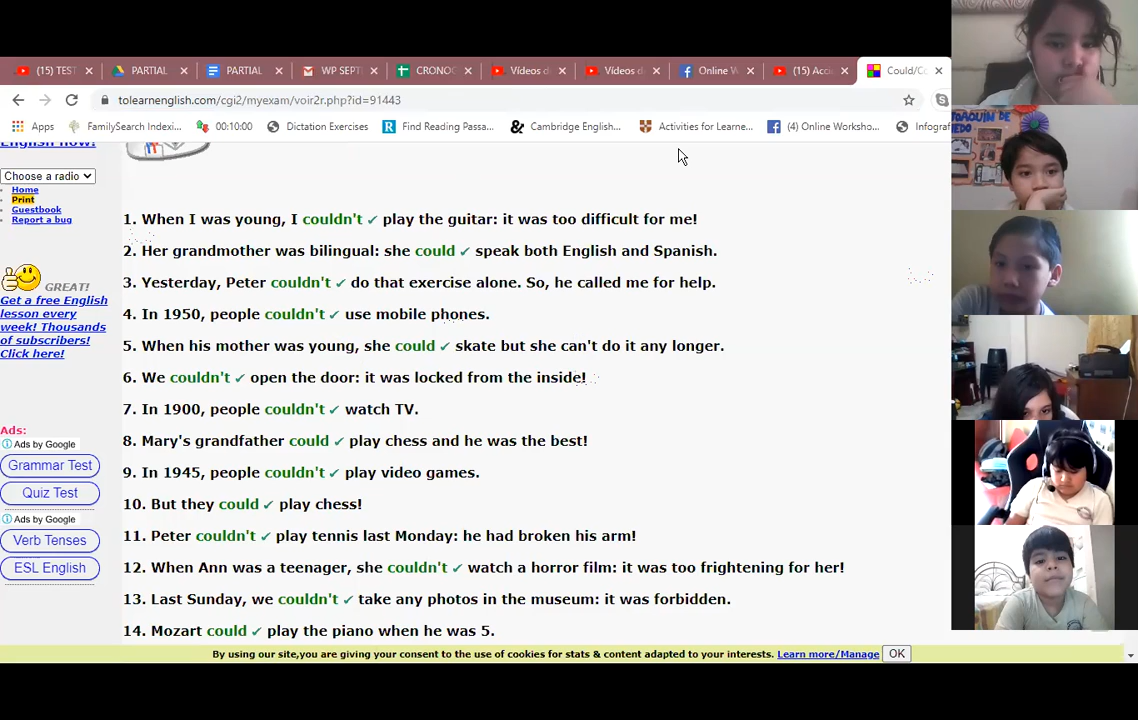 (15) TEST
PARTIAL
PARTIAL
WP SEPT
CRONOC
Vídeos d
Vídeos d
Online W
(15) Acci
Could/Co
tolearnenglish.com/cgi2/myexam/voir2r.php?id=91443
Apps
FamilySearch Indexi...
00:10:00
Dictation Exercises
Find Reading Passa...
Cambridge English...
Activities for Learne...
(4) Online Worksho...
Infograf
English now!
Choose a radio
Home
Print
Guestbook
Report a bug
GREAT!
Get a free English
lesson every
week! Thousands
of subscribers!
Click here!
Ads:
Ads by Google
Grammar Test
Quiz Test
Ads by Google
Verb Tenses
ESL English
1. When I was young, I couldn't ✓ play the guitar: it was too difficult for me!
2. Her grandmother was bilingual: she could ✓ speak both English and Spanish.
3. Yesterday, Peter couldn't ✓ do that exercise alone. So, he called me for help.
4. In 1950, people couldn't ✓ use mobile phones.
5. When his mother was young, she could ✓ skate but she can't do it any longer.
6. We couldn't ✓ open the door: it was locked from the inside!
7. In 1900, people couldn't ✓ watch TV.
8. Mary's grandfather could ✓ play chess and he was the best!
9. In 1945, people couldn't ✓ play video games.
10. But they could ✓ play chess!
11. Peter couldn't ✓ play tennis last Monday: he had broken his arm!
12. When Ann was a teenager, she couldn't ✓ watch a horror film: it was too frightening for her!
13. Last Sunday, we couldn't ✓ take any photos in the museum: it was forbidden.
14. Mozart could ✓ play the piano when he was 5.
By using our site,you are giving your consent to the use of cookies for stats & content adapted to your interests. Learn more/Manage OK
JOAQUIN DE